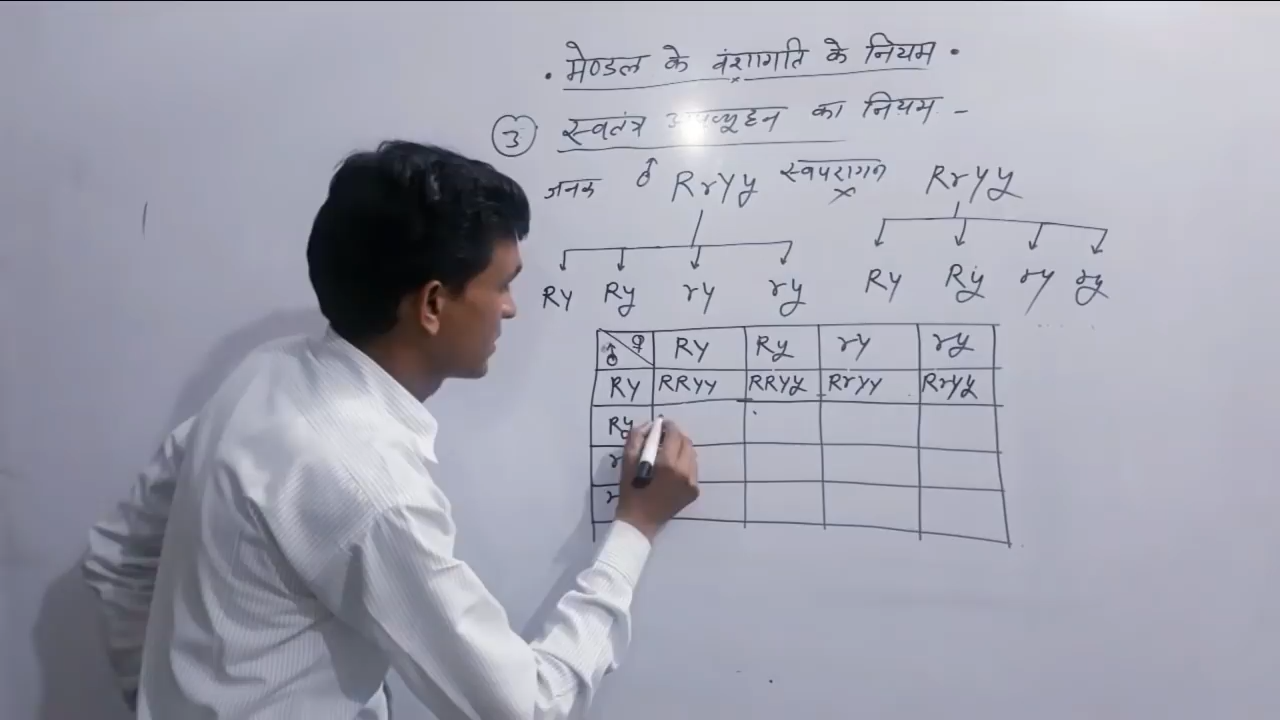 मेण्डल के वंशागति के नियम
3 स्वतंत्र अपव्यूहन का नियम -
जनक ♂ RrYy स्वपरागन × RrYy
RY Ry rY ry RY Ry rY ry
♂ ♀ RY Ry rY ry
RY RRYY RRYy RrYY RrYy
Ry
r
r